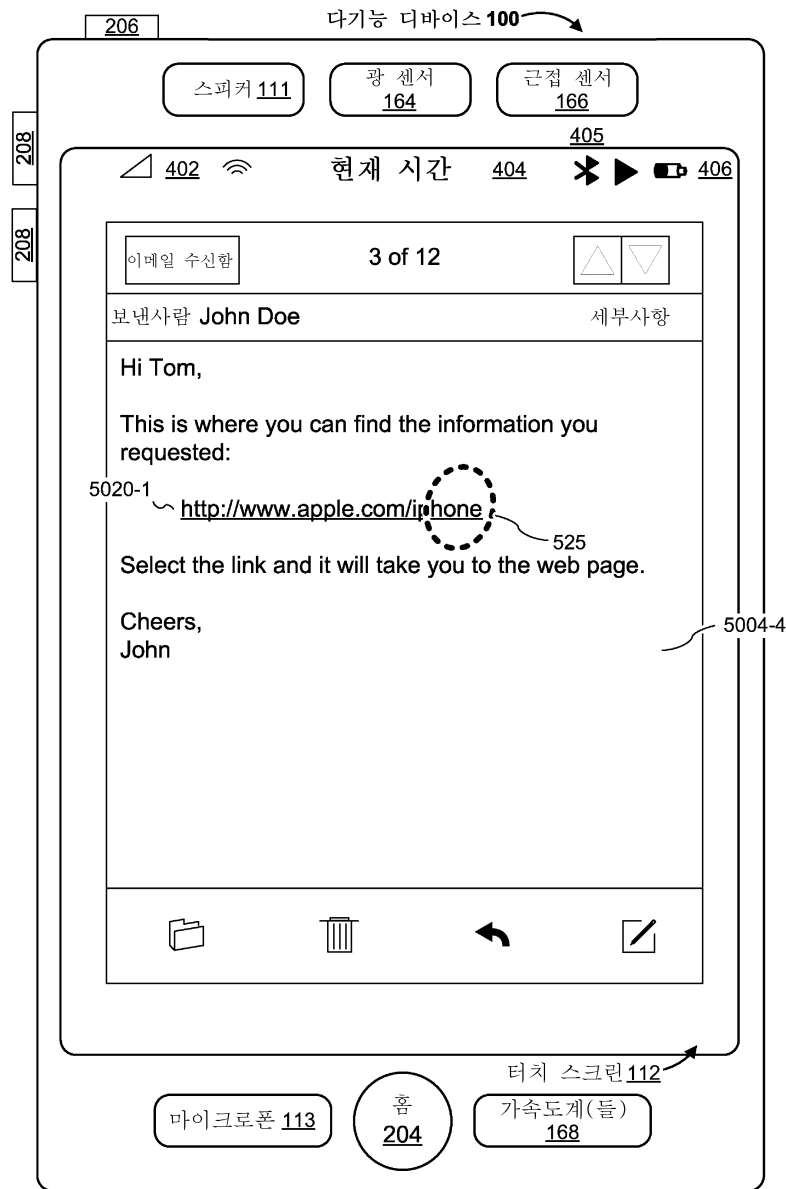 다기능 디바이스 100
206
스피커 111
광 센서
164
근접 센서
166
208
208
405
402
현재 시간
404
406
이메일 수신함
3 of 12
보낸사람 John Doe
세부사항
Hi Tom,
This is where you can find the information you
requested:
5020-1
http://www.apple.com/iphone
525
Select the link and it will take you to the web page.
Cheers,
John
5004-4
터치 스크린 112
마이크로폰 113
홈
204
가속도계(들)
168